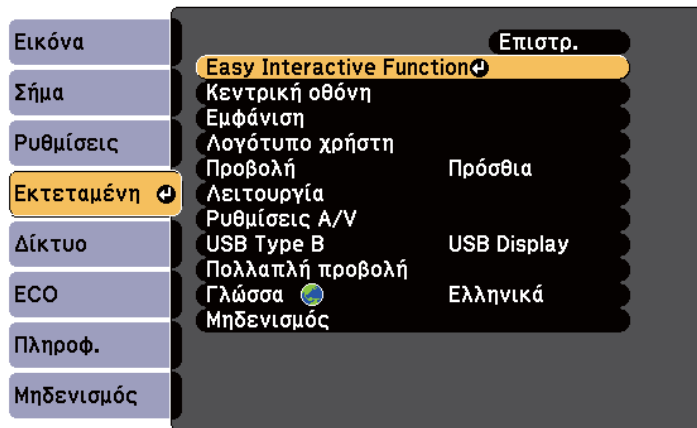 Εικόνα
Σήμα
Ρυθμίσεις
Εκτεταμένη
Δίκτυο
ECO
Πληροφ.
Μηδενισμός
Επιστρ.
Easy Interactive Function
Κεντρική οθόνη
Εμφάνιση
Λογότυπο χρήστη
Προβολή Πρόσθια
Λειτουργία
Ρυθμίσεις A/V
USB Type B USB Display
Πολλαπλή προβολή
Γλώσσα Ελληνικά
Μηδενισμός